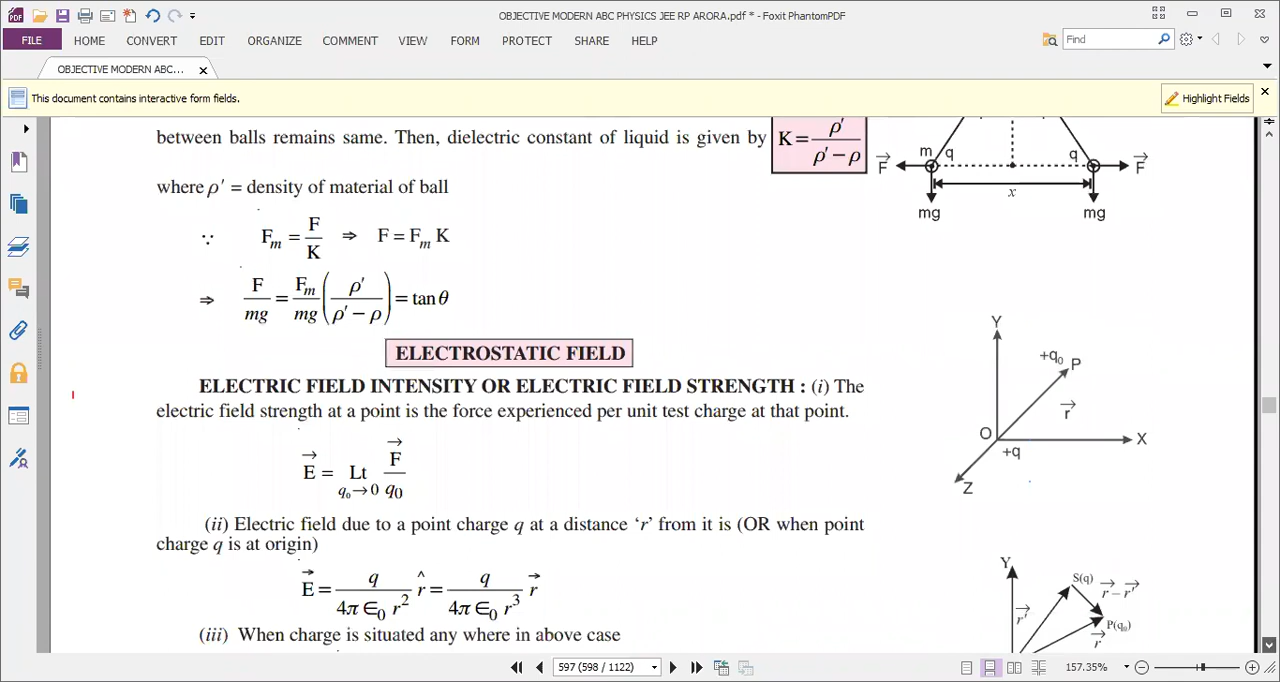 OBJECTIVE MODERN ABC PHYSICS JEE RP ARORA.pdf * - Foxit PhantomPDF
FILE HOME CONVERT EDIT ORGANIZE COMMENT VIEW FORM PROTECT SHARE HELP
Find
OBJECTIVE MODERN ABC...
This document contains interactive form fields.
Highlight Fields
between balls remains same. Then, dielectric constant of liquid is given by K = ρ′ / (ρ′ – ρ)
where ρ′ = density of material of ball
∵ F_m = F/K ⇒ F = F_m K
⇒ F/mg = F_m/mg (ρ′/(ρ′ – ρ)) = tan θ
m q q
F⃗ F⃗
x
mg mg
ELECTROSTATIC FIELD
ELECTRIC FIELD INTENSITY OR ELECTRIC FIELD STRENGTH : (i) The
electric field strength at a point is the force experienced per unit test charge at that point.
E⃗ = Lt q₀→0 F⃗/q₀
Y
+q₀ P
r⃗
O X
+q
Z
(ii) Electric field due to a point charge q at a distance ‘r’ from it is (OR when point
charge q is at origin)
E⃗ = q/(4π∈₀ r²) r̂ = q/(4π∈₀ r³) r⃗
(iii) When charge is situated any where in above case
Y
S(q) r⃗ – r⃗′
r⃗′
P(q₀)
r⃗
597 (598 / 1122)
157.35%